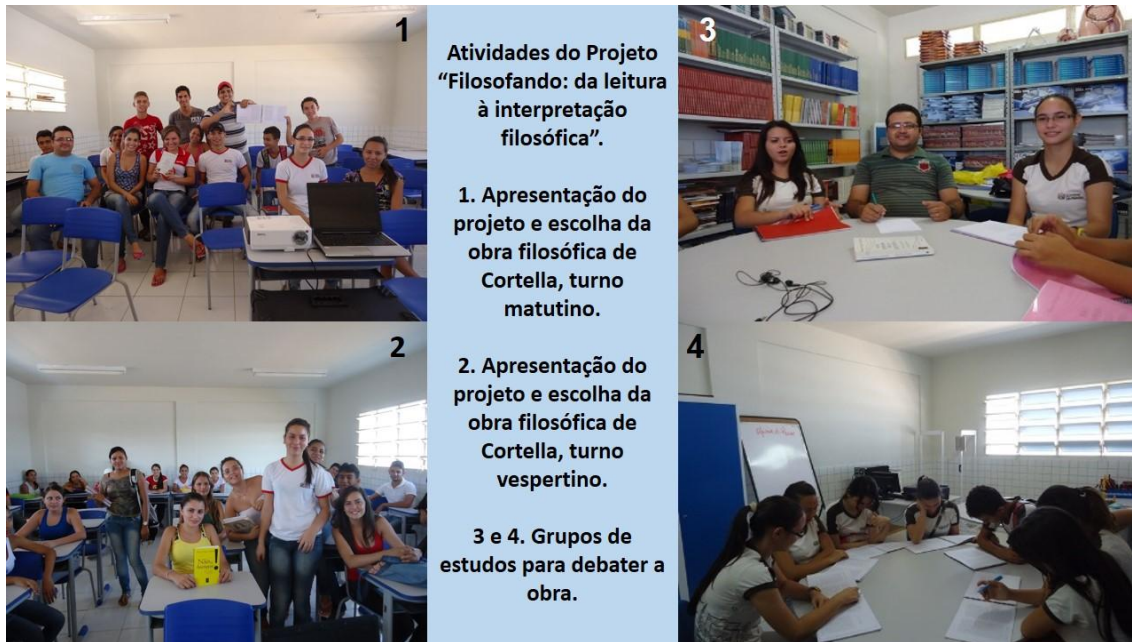 1
Atividades do Projeto
“Filosofando: da leitura
à interpretação
filosófica”.
1. Apresentação do
projeto e escolha da
obra filosófica de
Cortella, turno
matutino.
2. Apresentação do
projeto e escolha da
obra filosófica de
Cortella, turno
vespertino.
3 e 4. Grupos de
estudos para debater a
obra.
2
3
4